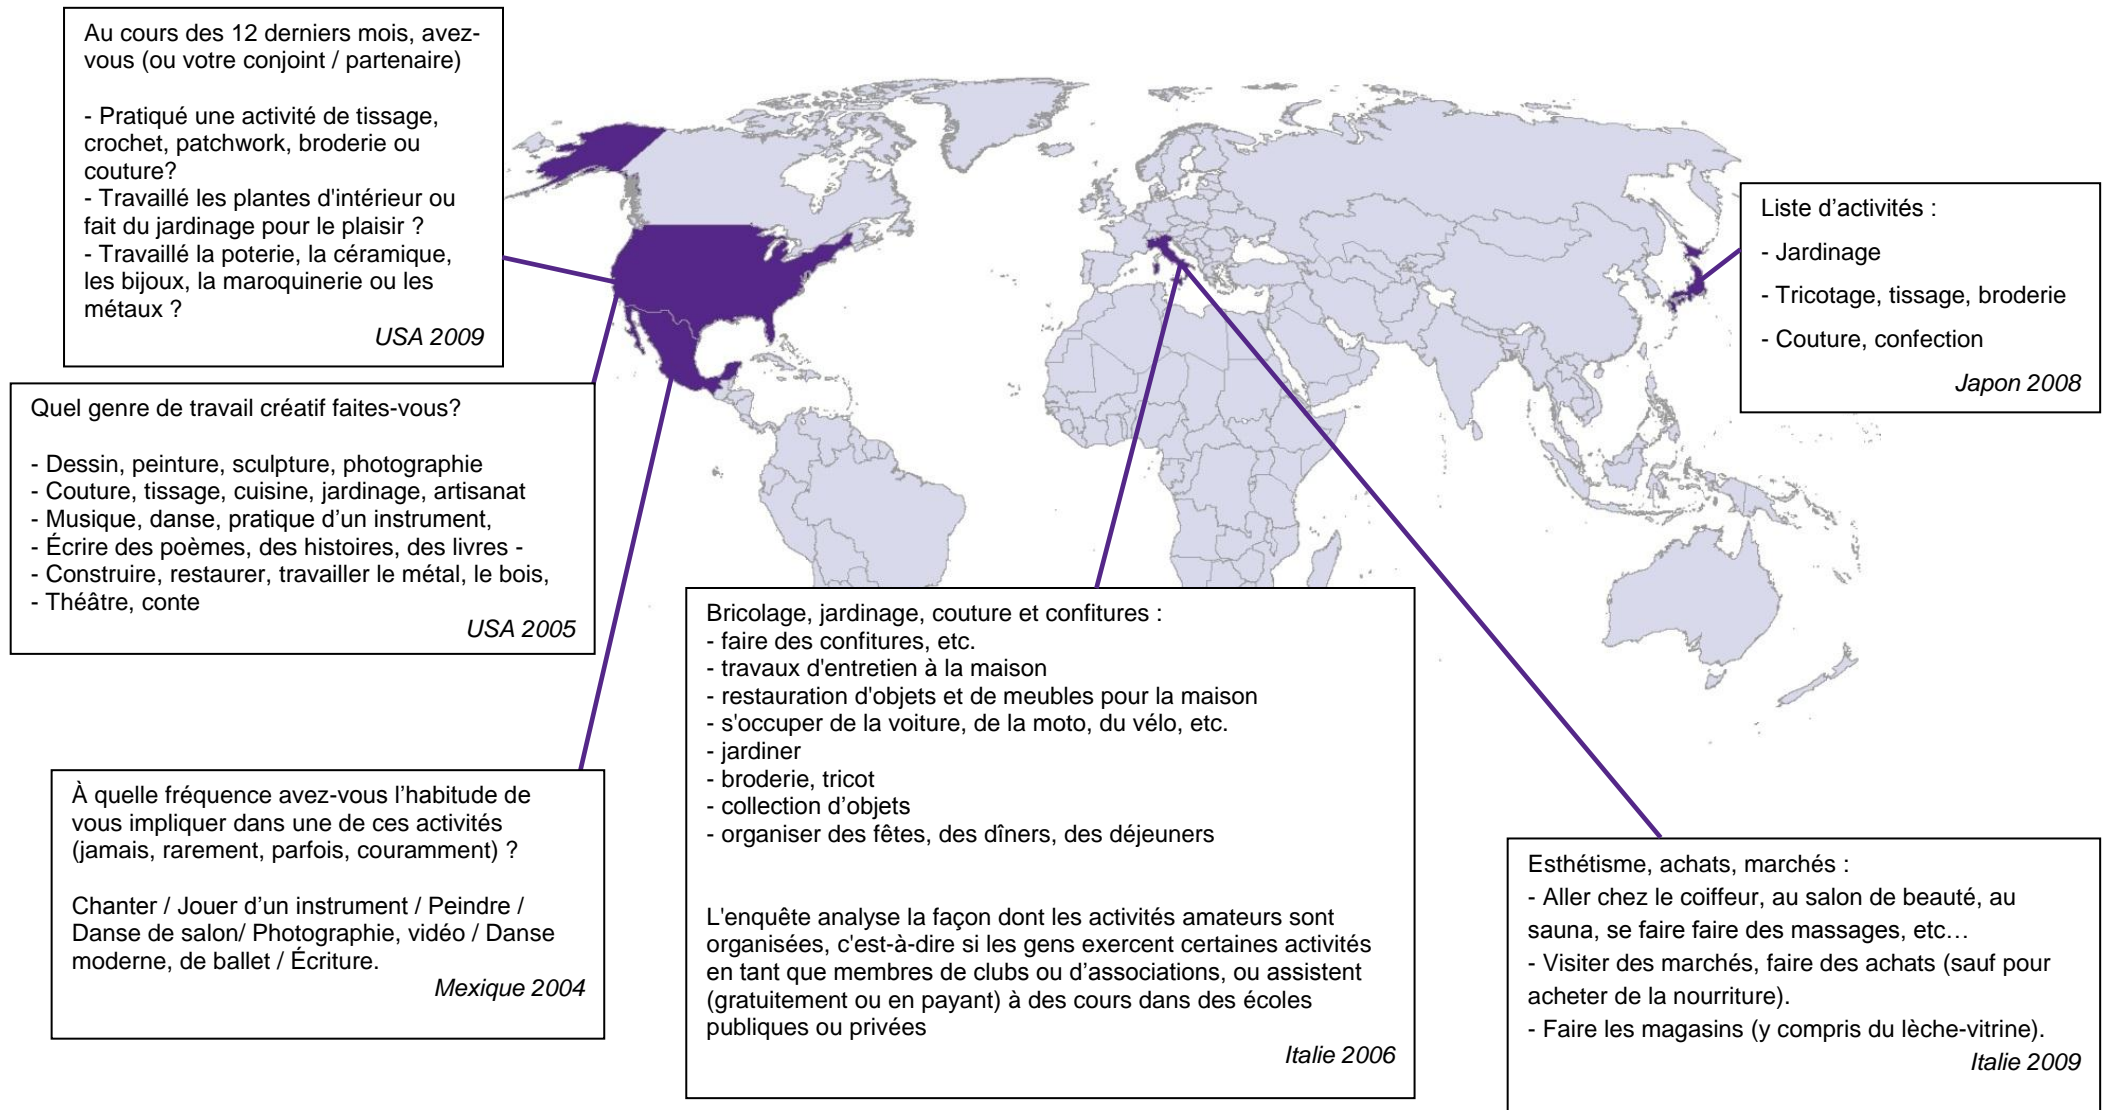 Au cours des 12 derniers mois, avez-
vous (ou votre conjoint / partenaire)
- Pratiqué une activité de tissage,
crochet, patchwork, broderie ou
couture?
- Travaillé les plantes d'intérieur ou
fait du jardinage pour le plaisir ?
- Travaillé la poterie, la céramique,
les bijoux, la maroquinerie ou les
métaux ?
USA 2009
Quel genre de travail créatif faites-vous?
- Dessin, peinture, sculpture, photographie
- Couture, tissage, cuisine, jardinage, artisanat
- Musique, danse, pratique d'un instrument,
- Écrire des poèmes, des histoires, des livres -
- Construire, restaurer, travailler le métal, le bois,
- Théâtre, conte
USA 2005
À quelle fréquence avez-vous l'habitude de
vous impliquer dans une de ces activités
(jamais, rarement, parfois, couramment) ?
Chanter / Jouer d'un instrument / Peindre /
Danse de salon/ Photographie, vidéo / Danse
moderne, de ballet / Écriture.
Mexique 2004
Bricolage, jardinage, couture et confitures :
- faire des confitures, etc.
- travaux d'entretien à la maison
- restauration d'objets et de meubles pour la maison
- s'occuper de la voiture, de la moto, du vélo, etc.
- jardiner
- broderie, tricot
- collection d'objets
- organiser des fêtes, des dîners, des déjeuners
L'enquête analyse la façon dont les activités amateurs sont
organisées, c'est-à-dire si les gens exercent certaines activités
en tant que membres de clubs ou d'associations, ou assistent
(gratuitement ou en payant) à des cours dans des écoles
publiques ou privées
Italie 2006
Liste d'activités :
- Jardinage
- Tricotage, tissage, broderie
- Couture, confection
Japon 2008
Esthétisme, achats, marchés :
- Aller chez le coiffeur, au salon de beauté, au
sauna, se faire faire des massages, etc…
- Visiter des marchés, faire des achats (sauf pour
acheter de la nourriture).
- Faire les magasins (y compris du lèche-vitrine).
Italie 2009